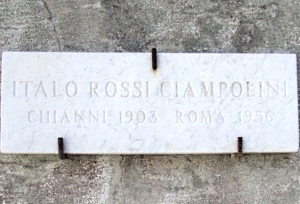 ITALO ROSSI CIAMPOLINI
CHIANNI 1903 ROMA 1956